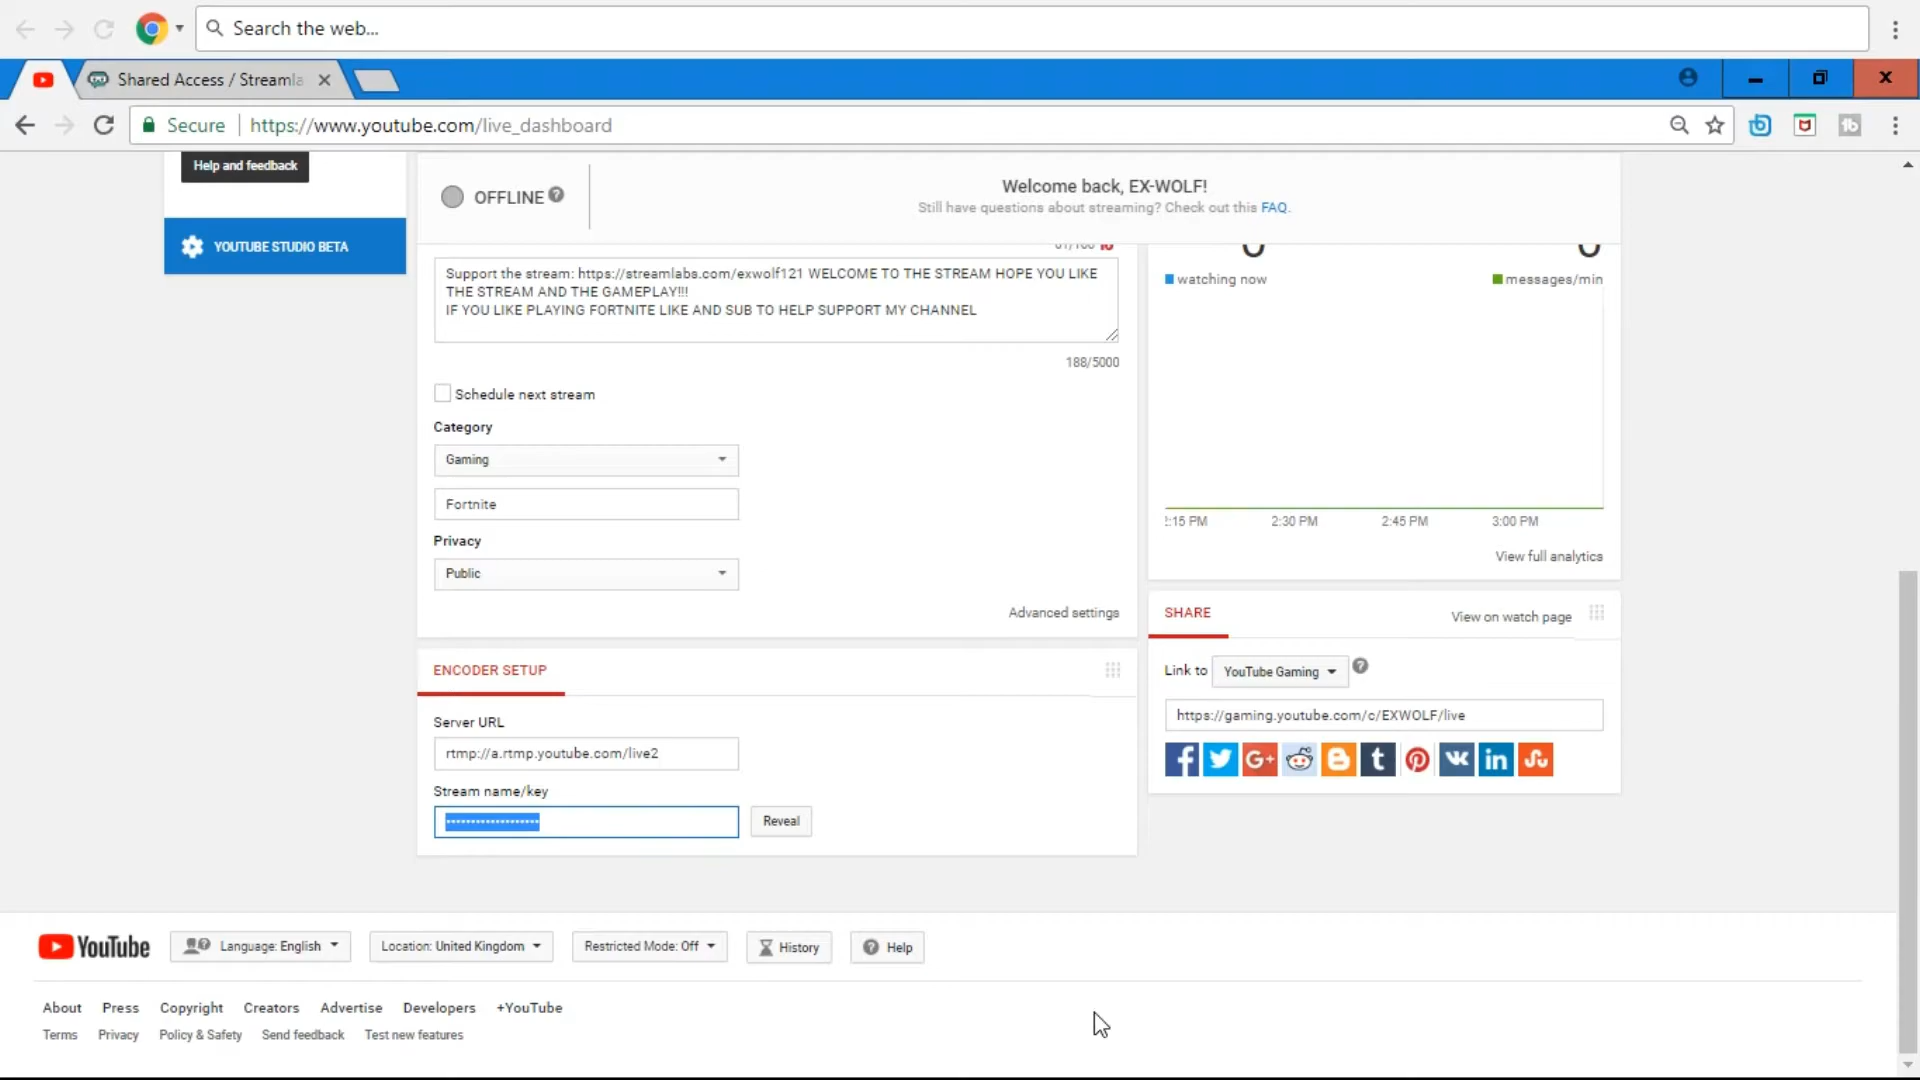 Search the web...
Shared Access / Streamla
Secure
https://www.youtube.com/live_dashboard
Help and feedback
OFFLINE
Welcome back, EX-WOLF!
Still have questions about streaming? Check out this FAQ.
YOUTUBE STUDIO BETA
Support the stream: https://streamlabs.com/exwolf121 WELCOME TO THE STREAM HOPE YOU LIKE
THE STREAM AND THE GAMEPLAY!!!
IF YOU LIKE PLAYING FORTNITE LIKE AND SUB TO HELP SUPPORT MY CHANNEL
188/5000
watching now
messages/min
Schedule next stream
Category
Gaming
Fortnite
Privacy
Public
Advanced settings
:15 PM 2:30 PM 2:45 PM 3:00 PM
View full analytics
ENCODER SETUP
Server URL
rtmp://a.rtmp.youtube.com/live2
Stream name/key
Reveal
SHARE
View on watch page
Link to YouTube Gaming
https://gaming.youtube.com/c/EXWOLF/live
YouTube
Language: English
Location: United Kingdom
Restricted Mode: Off
History
Help
About Press Copyright Creators Advertise Developers +YouTube
Terms Privacy Policy & Safety Send feedback Test new features